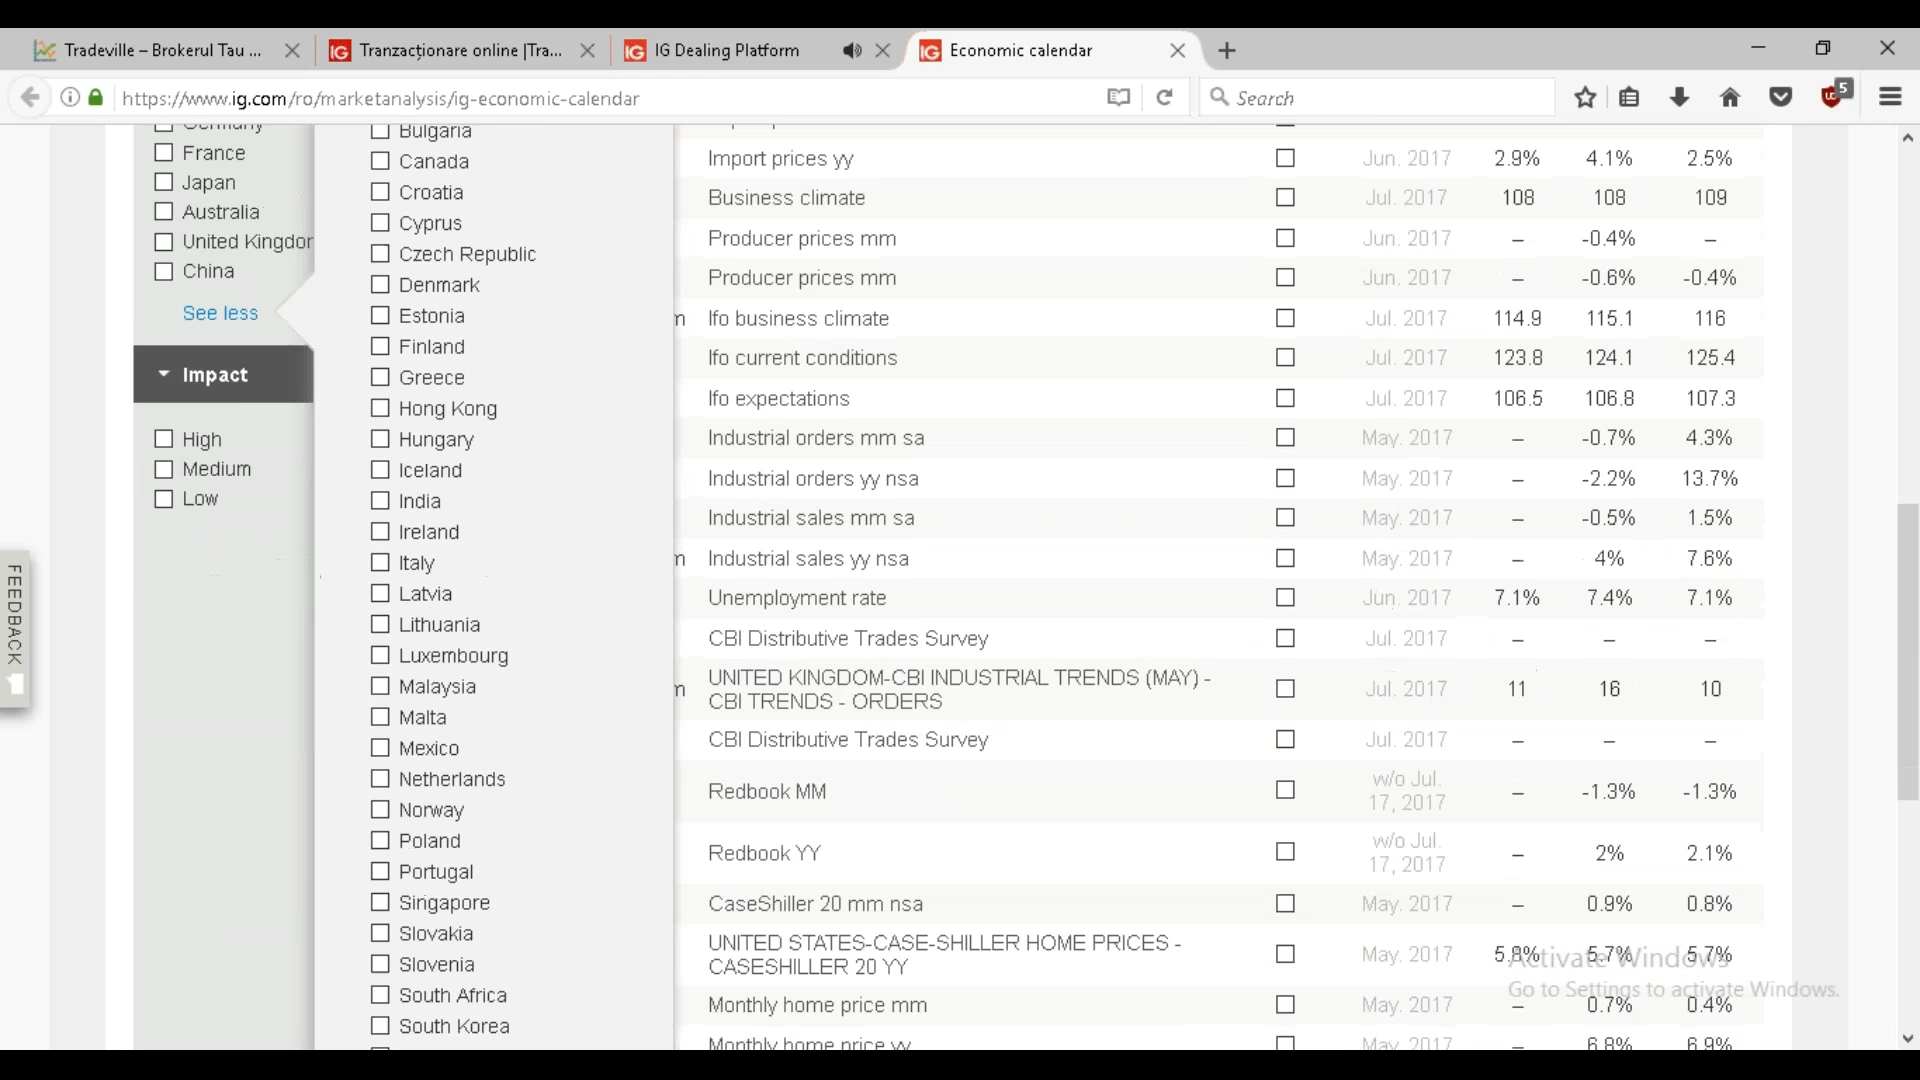 Tradeville – Brokerul Tau ...
Tranzacționare online |Tra...
IG Dealing Platform
Economic calendar
https://www.ig.com/ro/marketanalysis/ig-economic-calendar
Search
5
Germany
France
Japan
Australia
United Kingdor
China
See less
Impact
High
Medium
Low
FEEDBACK
Bulgaria
Canada
Croatia
Cyprus
Czech Republic
Denmark
Estonia
Finland
Greece
Hong Kong
Hungary
Iceland
India
Ireland
Italy
Latvia
Lithuania
Luxembourg
Malaysia
Malta
Mexico
Netherlands
Norway
Poland
Portugal
Singapore
Slovakia
Slovenia
South Africa
South Korea
Import prices yy Jun. 2017 2.9% 4.1% 2.5%
Business climate Jul. 2017 108 108 109
Producer prices mm Jun. 2017 – -0.4% –
Producer prices mm Jun. 2017 – -0.6% -0.4%
m Ifo business climate Jul. 2017 114.9 115.1 116
Ifo current conditions Jul. 2017 123.8 124.1 125.4
Ifo expectations Jul. 2017 106.5 106.8 107.3
Industrial orders mm sa May. 2017 – -0.7% 4.3%
Industrial orders yy nsa May. 2017 – -2.2% 13.7%
Industrial sales mm sa May. 2017 – -0.5% 1.5%
m Industrial sales yy nsa May. 2017 – 4% 7.6%
Unemployment rate Jun. 2017 7.1% 7.4% 7.1%
CBI Distributive Trades Survey Jul. 2017 – – –
UNITED KINGDOM-CBI INDUSTRIAL TRENDS (MAY) -
m CBI TRENDS - ORDERS Jul. 2017 11 16 10
CBI Distributive Trades Survey Jul. 2017 – – –
Redbook MM w/o Jul. 17, 2017 – -1.3% -1.3%
Redbook YY w/o Jul. 17, 2017 – 2% 2.1%
CaseShiller 20 mm nsa May. 2017 – 0.9% 0.8%
UNITED STATES-CASE-SHILLER HOME PRICES -
CASESHILLER 20 YY May. 2017 5.8% 5.7% 5.7%
Monthly home price mm May. 2017 – 0.7% 0.4%
Monthly home price yy May. 2017 – 6.8% 6.9%
Activate Windows
Go to Settings to activate Windows.